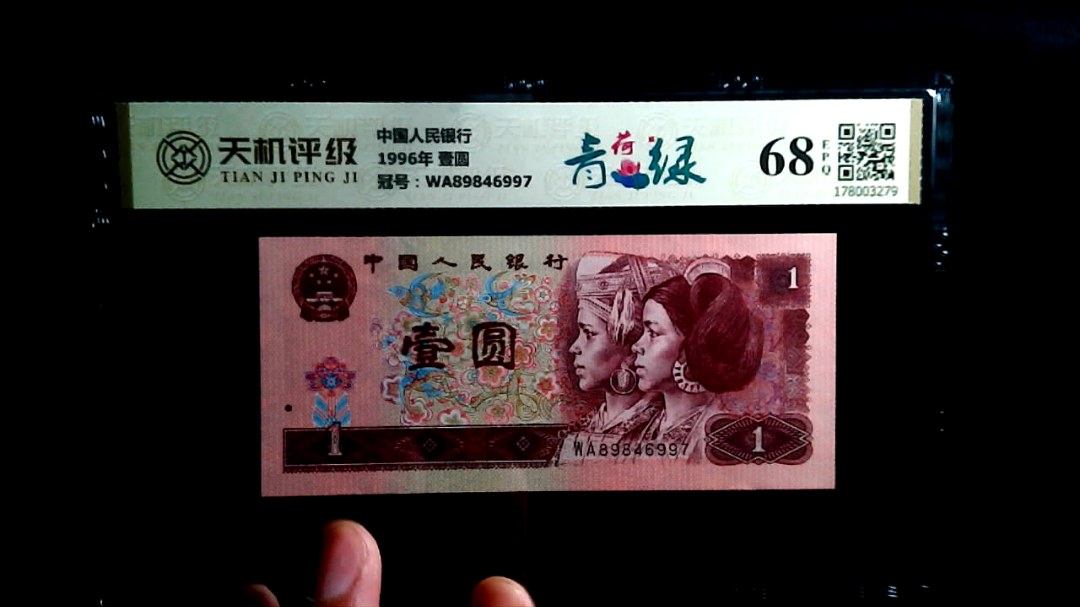 天机评级
TIAN JI PING JI
中国人民银行
1996年 壹圆
冠号：WA89846997
青荷绿
68
EPQ
178003279
中国人民银行
1
壹圆
1
WA89846997
1